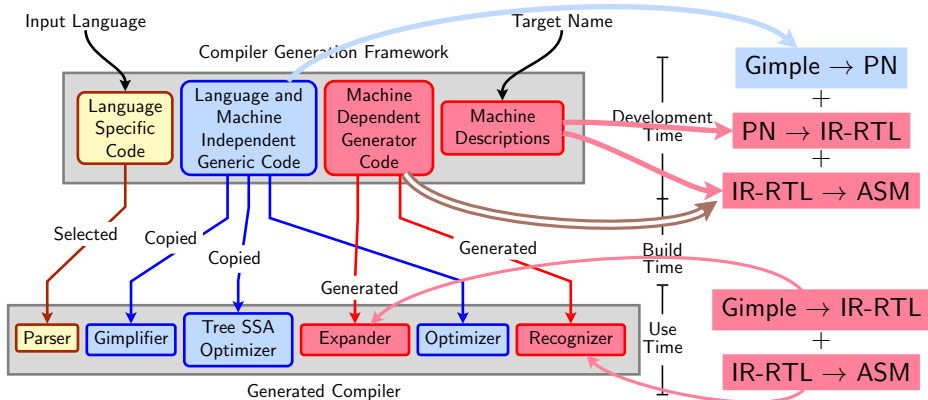 Input Language
Target Name
Compiler Generation Framework
Language
Specific
Code
Language and
Machine
Independent
Generic Code
Machine
Dependent
Generator
Code
Machine
Descriptions
Development
Time
Gimple → PN
+
PN → IR-RTL
+
IR-RTL → ASM
Selected
Copied
Copied
Generated
Generated
Build
Time
Parser
Gimplifier
Tree SSA
Optimizer
Expander
Optimizer
Recognizer
Use
Time
Gimple → IR-RTL
+
IR-RTL → ASM
Generated Compiler